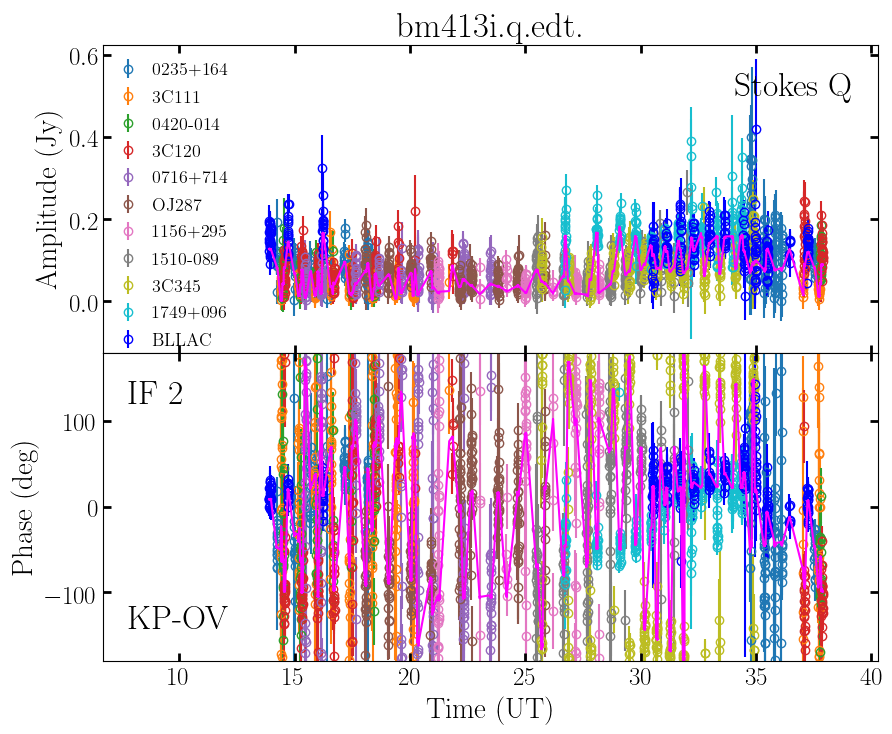 bm413i.q.edt.
Stokes Q
0235+164
3C111
0420-014
3C120
0716+714
OJ287
1156+295
1510-089
3C345
1749+096
BLLAC
0.6
0.4
0.2
0.0
Amplitude (Jy)
IF 2
KP-OV
100
0
−100
Phase (deg)
10 15 20 25 30 35 40
Time (UT)